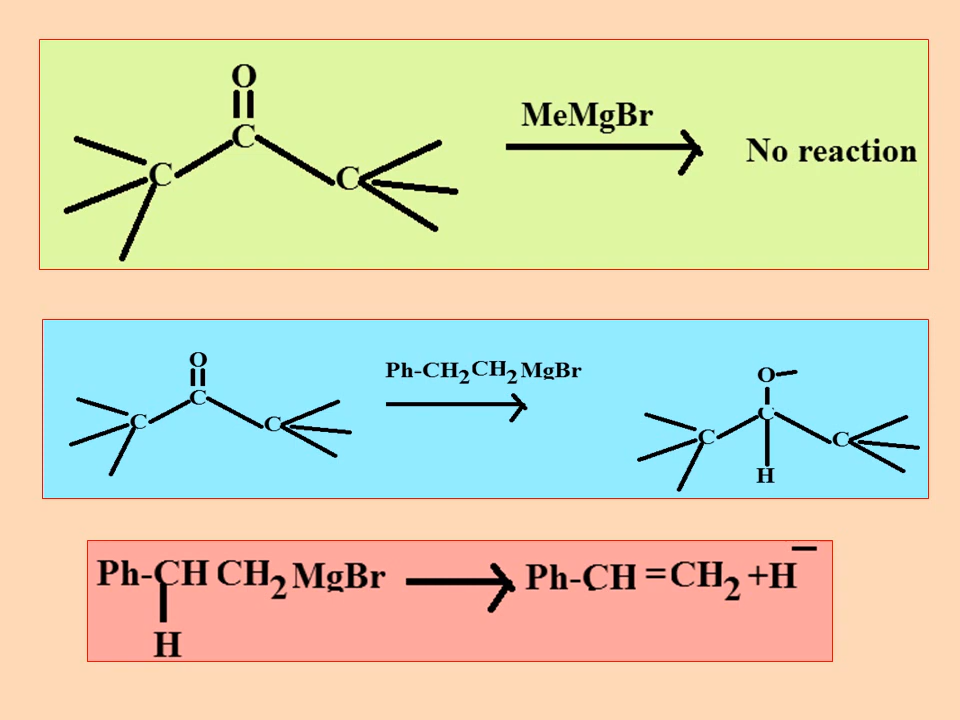 O
C
C
C
MeMgBr
No reaction
O
C
C
C
Ph-CH2CH2MgBr
O
C
C
C
H
Ph-CH CH2MgBr
H
Ph-CH=CH2 +H‾